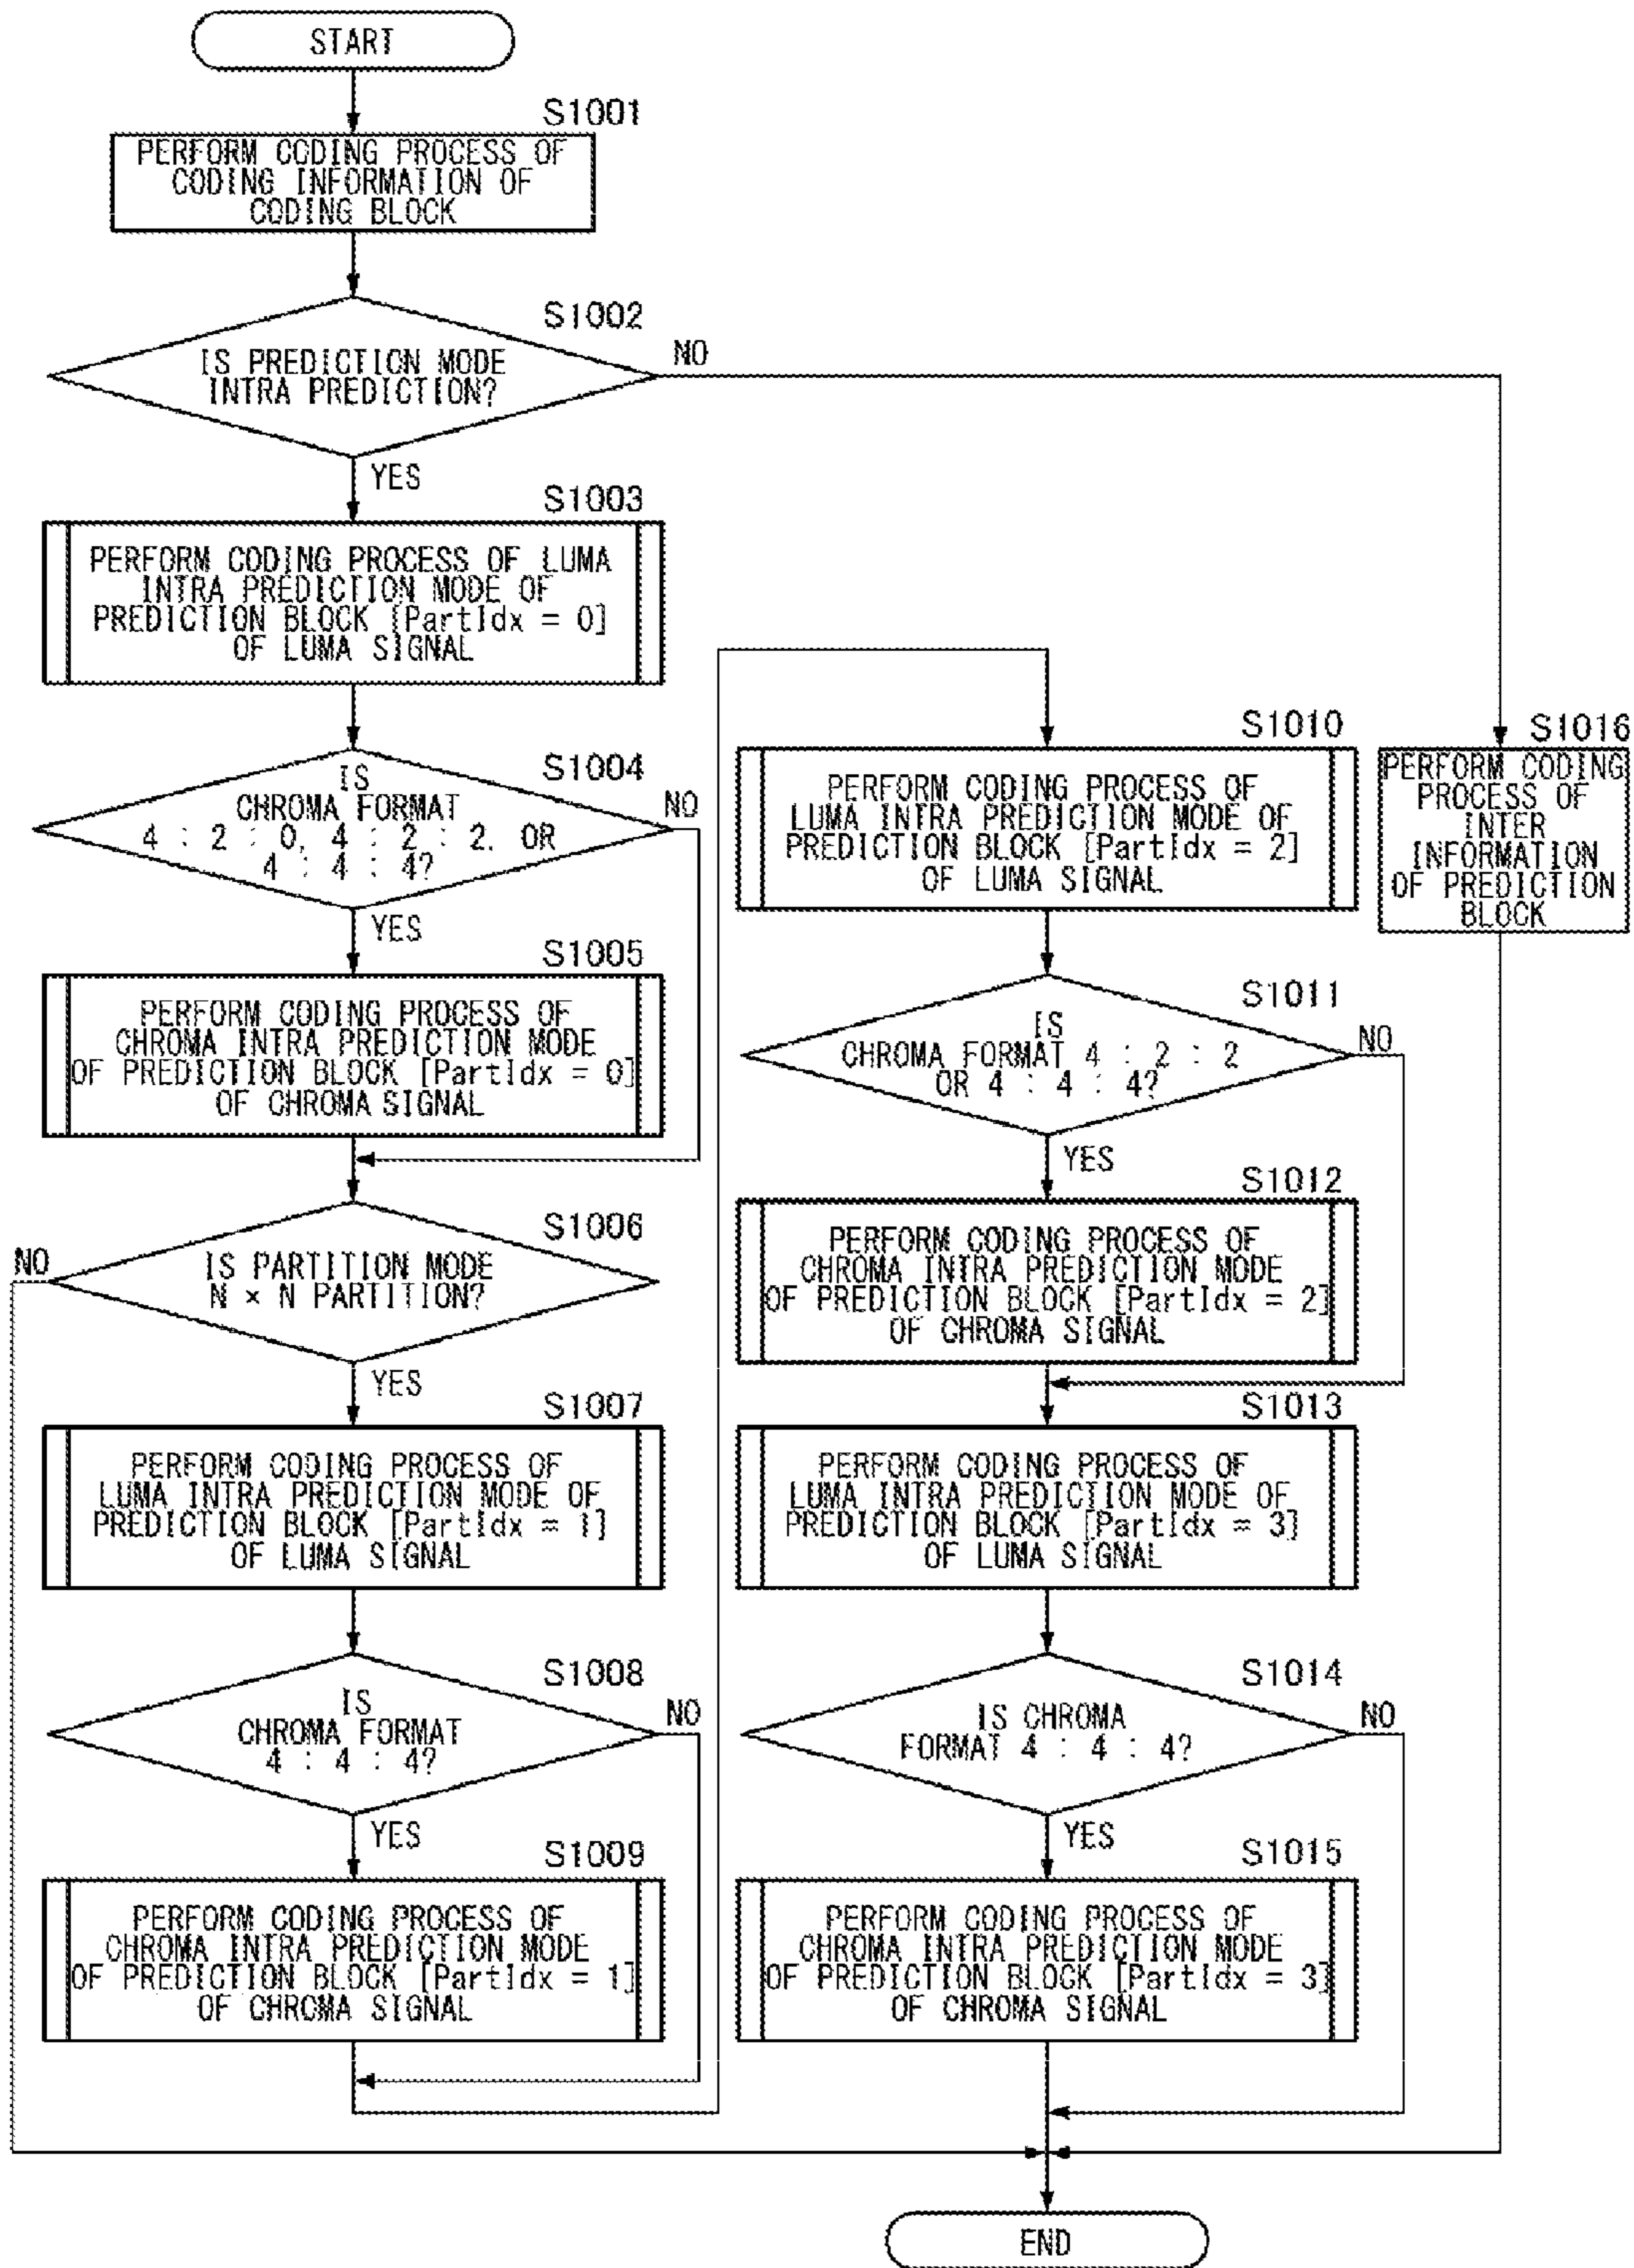 START
S1001
PERFORM CODING PROCESS OF
CODING INFORMATION OF
CODING BLOCK
S1002
IS PREDICTION MODE
INTRA PREDICTION?
NO
YES
S1003
PERFORM CODING PROCESS OF LUMA
INTRA PREDICTION MODE OF
PREDICTION BLOCK [PartIdx = 0]
OF LUMA SIGNAL
S1004
IS
CHROMA FORMAT
4 : 2 : 0, 4 : 2 : 2, OR
4 : 4 : 4?
NO
YES
S1005
PERFORM CODING PROCESS OF
CHROMA INTRA PREDICTION MODE
OF PREDICTION BLOCK [PartIdx = 0]
OF CHROMA SIGNAL
S1006
IS PARTITION MODE
N × N PARTITION?
NO
YES
S1007
PERFORM CODING PROCESS OF
LUMA INTRA PREDICTION MODE OF
PREDICTION BLOCK [PartIdx = 1]
OF LUMA SIGNAL
S1008
IS
CHROMA FORMAT
4 : 4 : 4?
NO
YES
S1009
PERFORM CODING PROCESS OF
CHROMA INTRA PREDICTION MODE
OF PREDICTION BLOCK [PartIdx = 1]
OF CHROMA SIGNAL
S1010
PERFORM CODING PROCESS OF
LUMA INTRA PREDICTION MODE OF
PREDICTION BLOCK [PartIdx = 2]
OF LUMA SIGNAL
S1011
IS
CHROMA FORMAT 4 : 2 : 2
OR 4 : 4 : 4?
NO
YES
S1012
PERFORM CODING PROCESS OF
CHROMA INTRA PREDICTION MODE
OF PREDICTION BLOCK [PartIdx = 2]
OF CHROMA SIGNAL
S1013
PERFORM CODING PROCESS OF
LUMA INTRA PREDICTION MODE OF
PREDICTION BLOCK [PartIdx = 3]
OF LUMA SIGNAL
S1014
IS CHROMA
FORMAT 4 : 4 : 4?
NO
YES
S1015
PERFORM CODING PROCESS OF
CHROMA INTRA PREDICTION MODE
OF PREDICTION BLOCK [PartIdx = 3]
OF CHROMA SIGNAL
S1016
PERFORM CODING
PROCESS OF
INTER
INFORMATION
OF PREDICTION
BLOCK
END